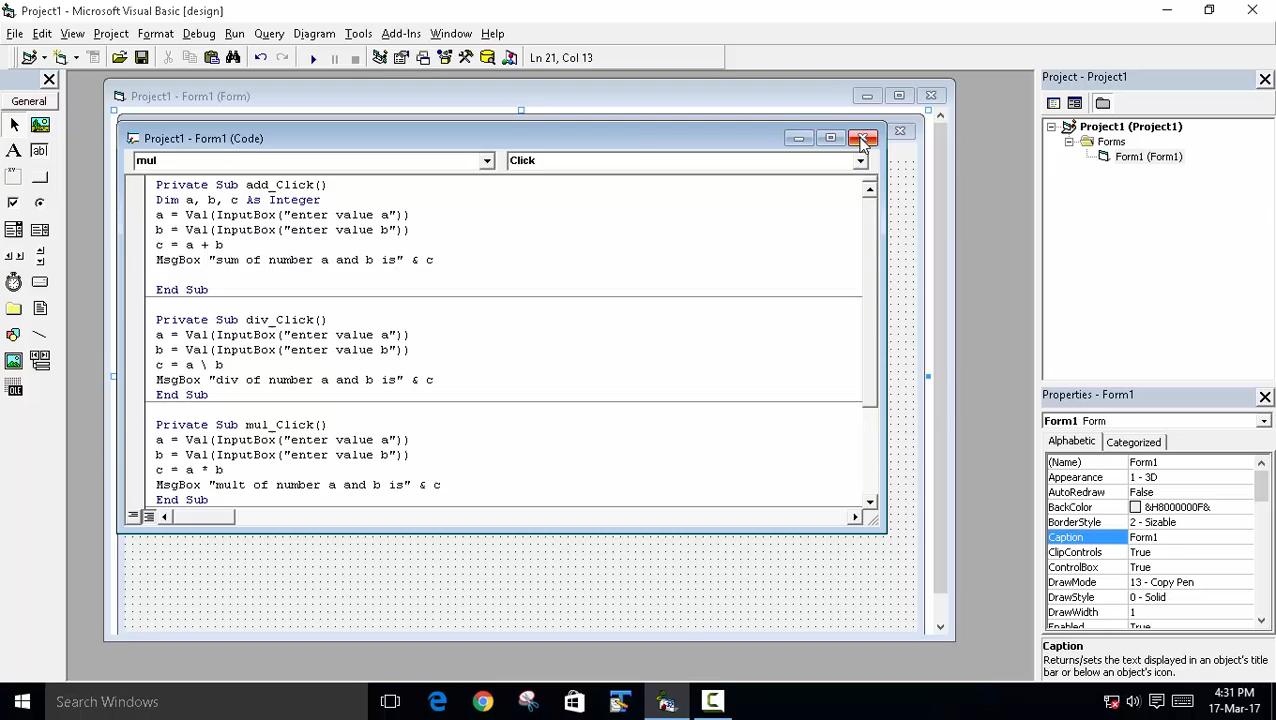 Project1 - Microsoft Visual Basic [design]
File Edit View Project Format Debug Run Query Diagram Tools Add-Ins Window Help
Ln 21, Col 13
General
Project1 - Form1 (Form)
Project1 - Form1 (Code)
mul
Click
Private Sub add_Click()
Dim a, b, c As Integer
a = Val(InputBox("enter value a"))
b = Val(InputBox("enter value b"))
c = a + b
MsgBox "sum of number a and b is" & c
End Sub
Private Sub div_Click()
a = Val(InputBox("enter value a"))
b = Val(InputBox("enter value b"))
c = a \ b
MsgBox "div of number a and b is" & c
End Sub
Private Sub mul_Click()
a = Val(InputBox("enter value a"))
b = Val(InputBox("enter value b"))
c = a * b
MsgBox "mult of number a and b is" & c
End Sub
Project - Project1
Project1 (Project1)
Forms
Form1 (Form1)
Properties - Form1
Form1 Form
Alphabetic Categorized
(Name) Form1
Appearance 1 - 3D
AutoRedraw False
BackColor &H8000000F&
BorderStyle 2 - Sizable
Caption Form1
ClipControls True
ControlBox True
DrawMode 13 - Copy Pen
DrawStyle 0 - Solid
DrawWidth 1
Enabled True
Caption
Returns/sets the text displayed in an object's title
bar or below an object's icon.
Search Windows
4:31 PM
17-Mar-17